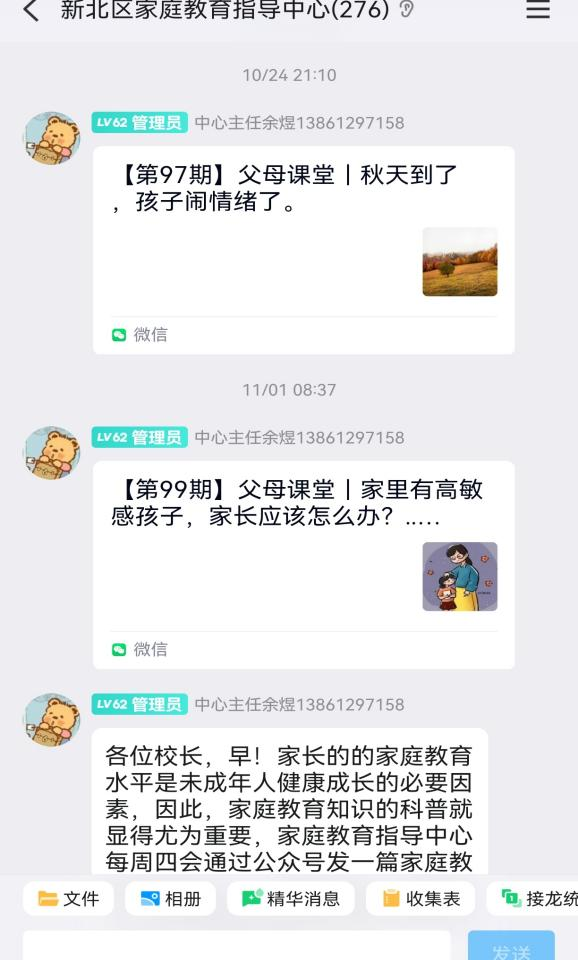 新北区家庭教育指导中心(276)
10/24 21:10
LV62 管理员 中心主任余煜13861297158
【第97期】父母课堂丨秋天到了
，孩子闹情绪了。
微信
11/01 08:37
LV62 管理员 中心主任余煜13861297158
【第99期】父母课堂丨家里有高敏
感孩子，家长应该怎么办？……
微信
LV62 管理员 中心主任余煜13861297158
各位校长，早！家长的的家庭教育
水平是未成年人健康成长的必要因
素，因此，家庭教育知识的科普就
显得尤为重要，家庭教育指导中心
每周四会通过公众号发一篇家庭教
文件 相册 精华消息 收集表 接龙统
发送